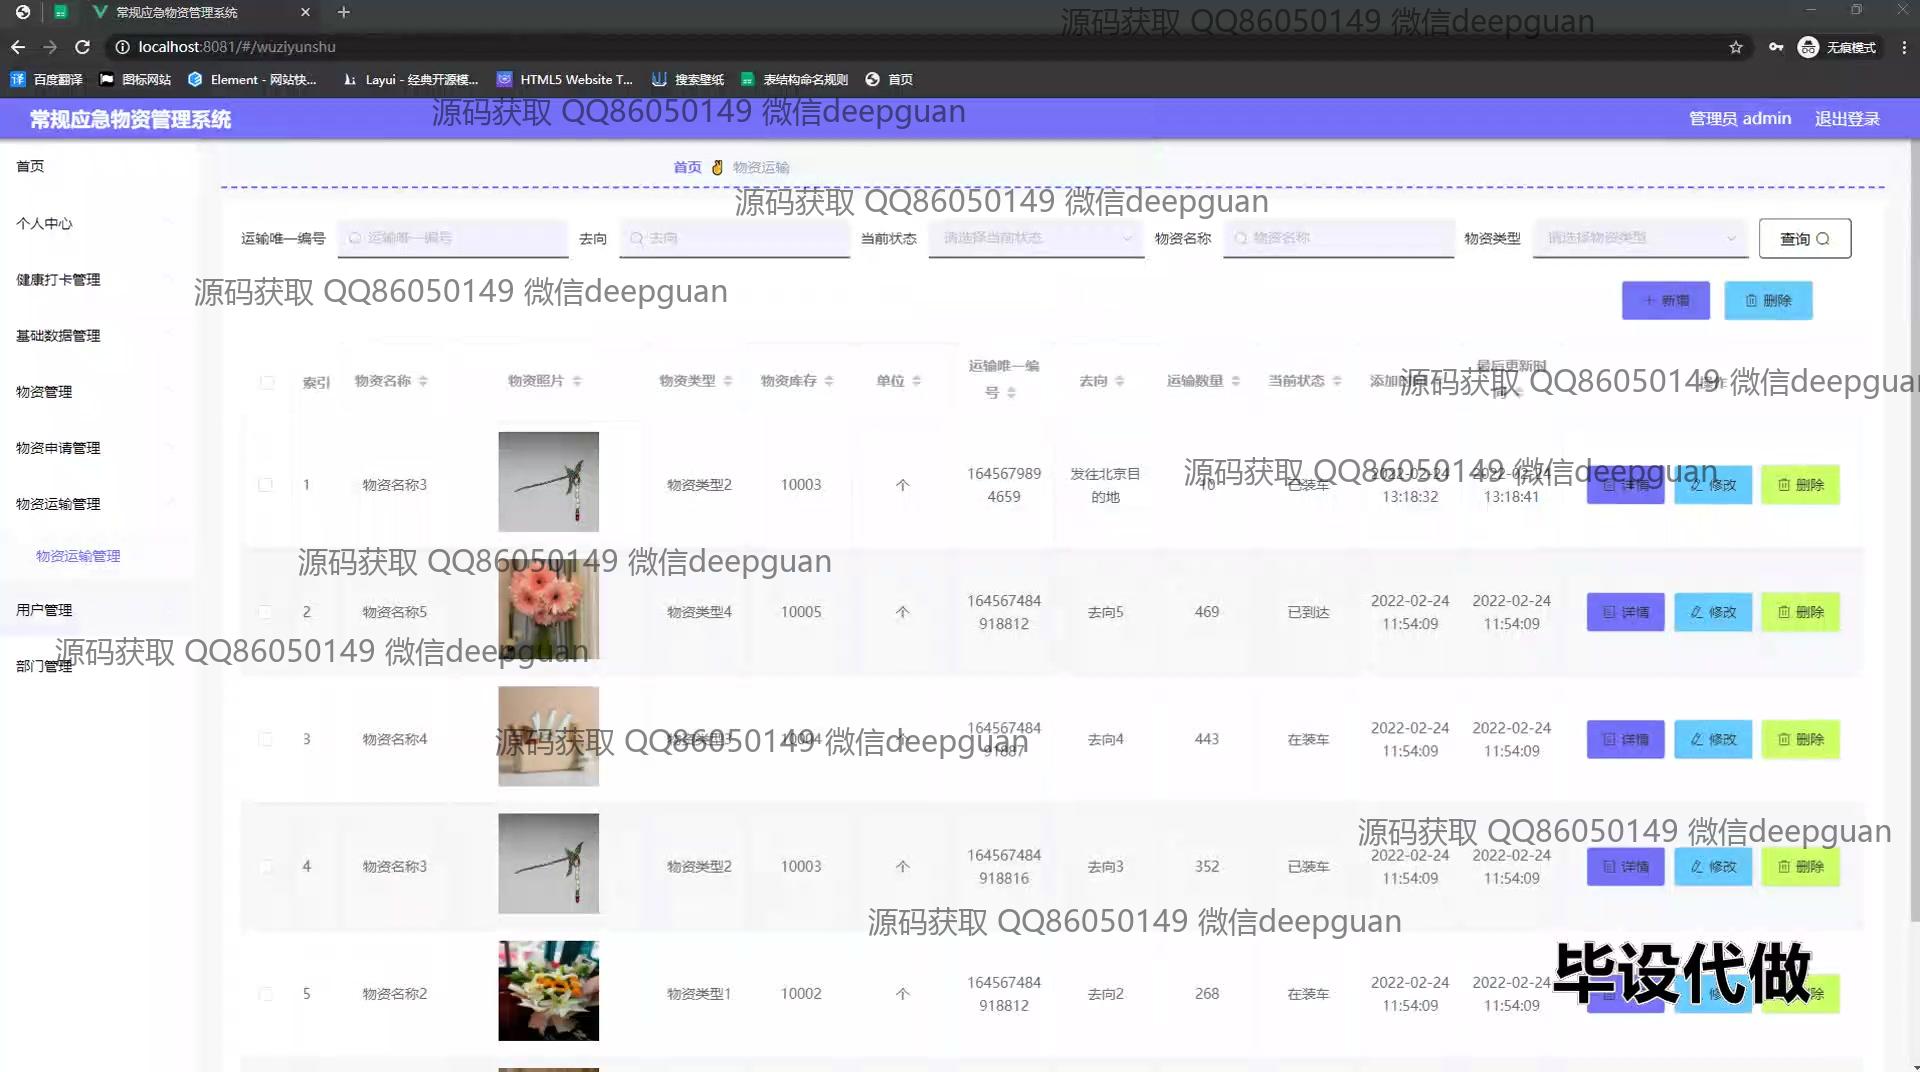 常规应急物资管理系统
源码获取 QQ86050149 微信deepguan
localhost:8081/#/wuziyunshu
无痕模式
百度翻译 图标网站 Element - 网站快... Layui - 经典开源模... HTML5 Website T... 搜索壁纸 表结构命名规则 首页
常规应急物资管理系统
源码获取 QQ86050149 微信deepguan
管理员 admin 退出登录
首页
个人中心
健康打卡管理
基础数据管理
物资管理
物资申请管理
物资运输管理
物资运输管理
用户管理
部门管理
首页 物资运输
源码获取 QQ86050149 微信deepguan
运输唯一编号 运输唯一编号 去向 去向 当前状态 请选择当前状态 物资名称 物资名称 物资类型 请选择物资类型 查询
源码获取 QQ86050149 微信deepguan
新增 删除
索引 物资名称 物资照片 物资类型 物资库存 单位 运输唯一编号 去向 运输数量 当前状态 添加时间 最后更新时间 操作
源码获取 QQ86050149 微信deepguan
源码获取 QQ86050149 微信deepguan
1 物资名称3 物资类型2 10003 个 1645679894659 发往北京目的地 10 已装车 2022-02-24 13:18:32 2022-02-24 13:18:41 详情 修改 删除
源码获取 QQ86050149 微信deepguan
2 物资名称5 物资类型4 10005 个 164567484918812 去向5 469 已到达 2022-02-24 11:54:09 2022-02-24 11:54:09 详情 修改 删除
源码获取 QQ86050149 微信deepguan
3 物资名称4 物资类型3 10004 个 16456748491887 去向4 443 在装车 2022-02-24 11:54:09 2022-02-24 11:54:09 详情 修改 删除
源码获取 QQ86050149 微信deepguan
源码获取 QQ86050149 微信deepguan
4 物资名称3 物资类型2 10003 个 164567484918816 去向3 352 已装车 2022-02-24 11:54:09 2022-02-24 11:54:09 详情 修改 删除
源码获取 QQ86050149 微信deepguan
5 物资名称2 物资类型1 10002 个 164567484918812 去向2 268 在装车 2022-02-24 11:54:09 2022-02-24 11:54:09
毕设代做